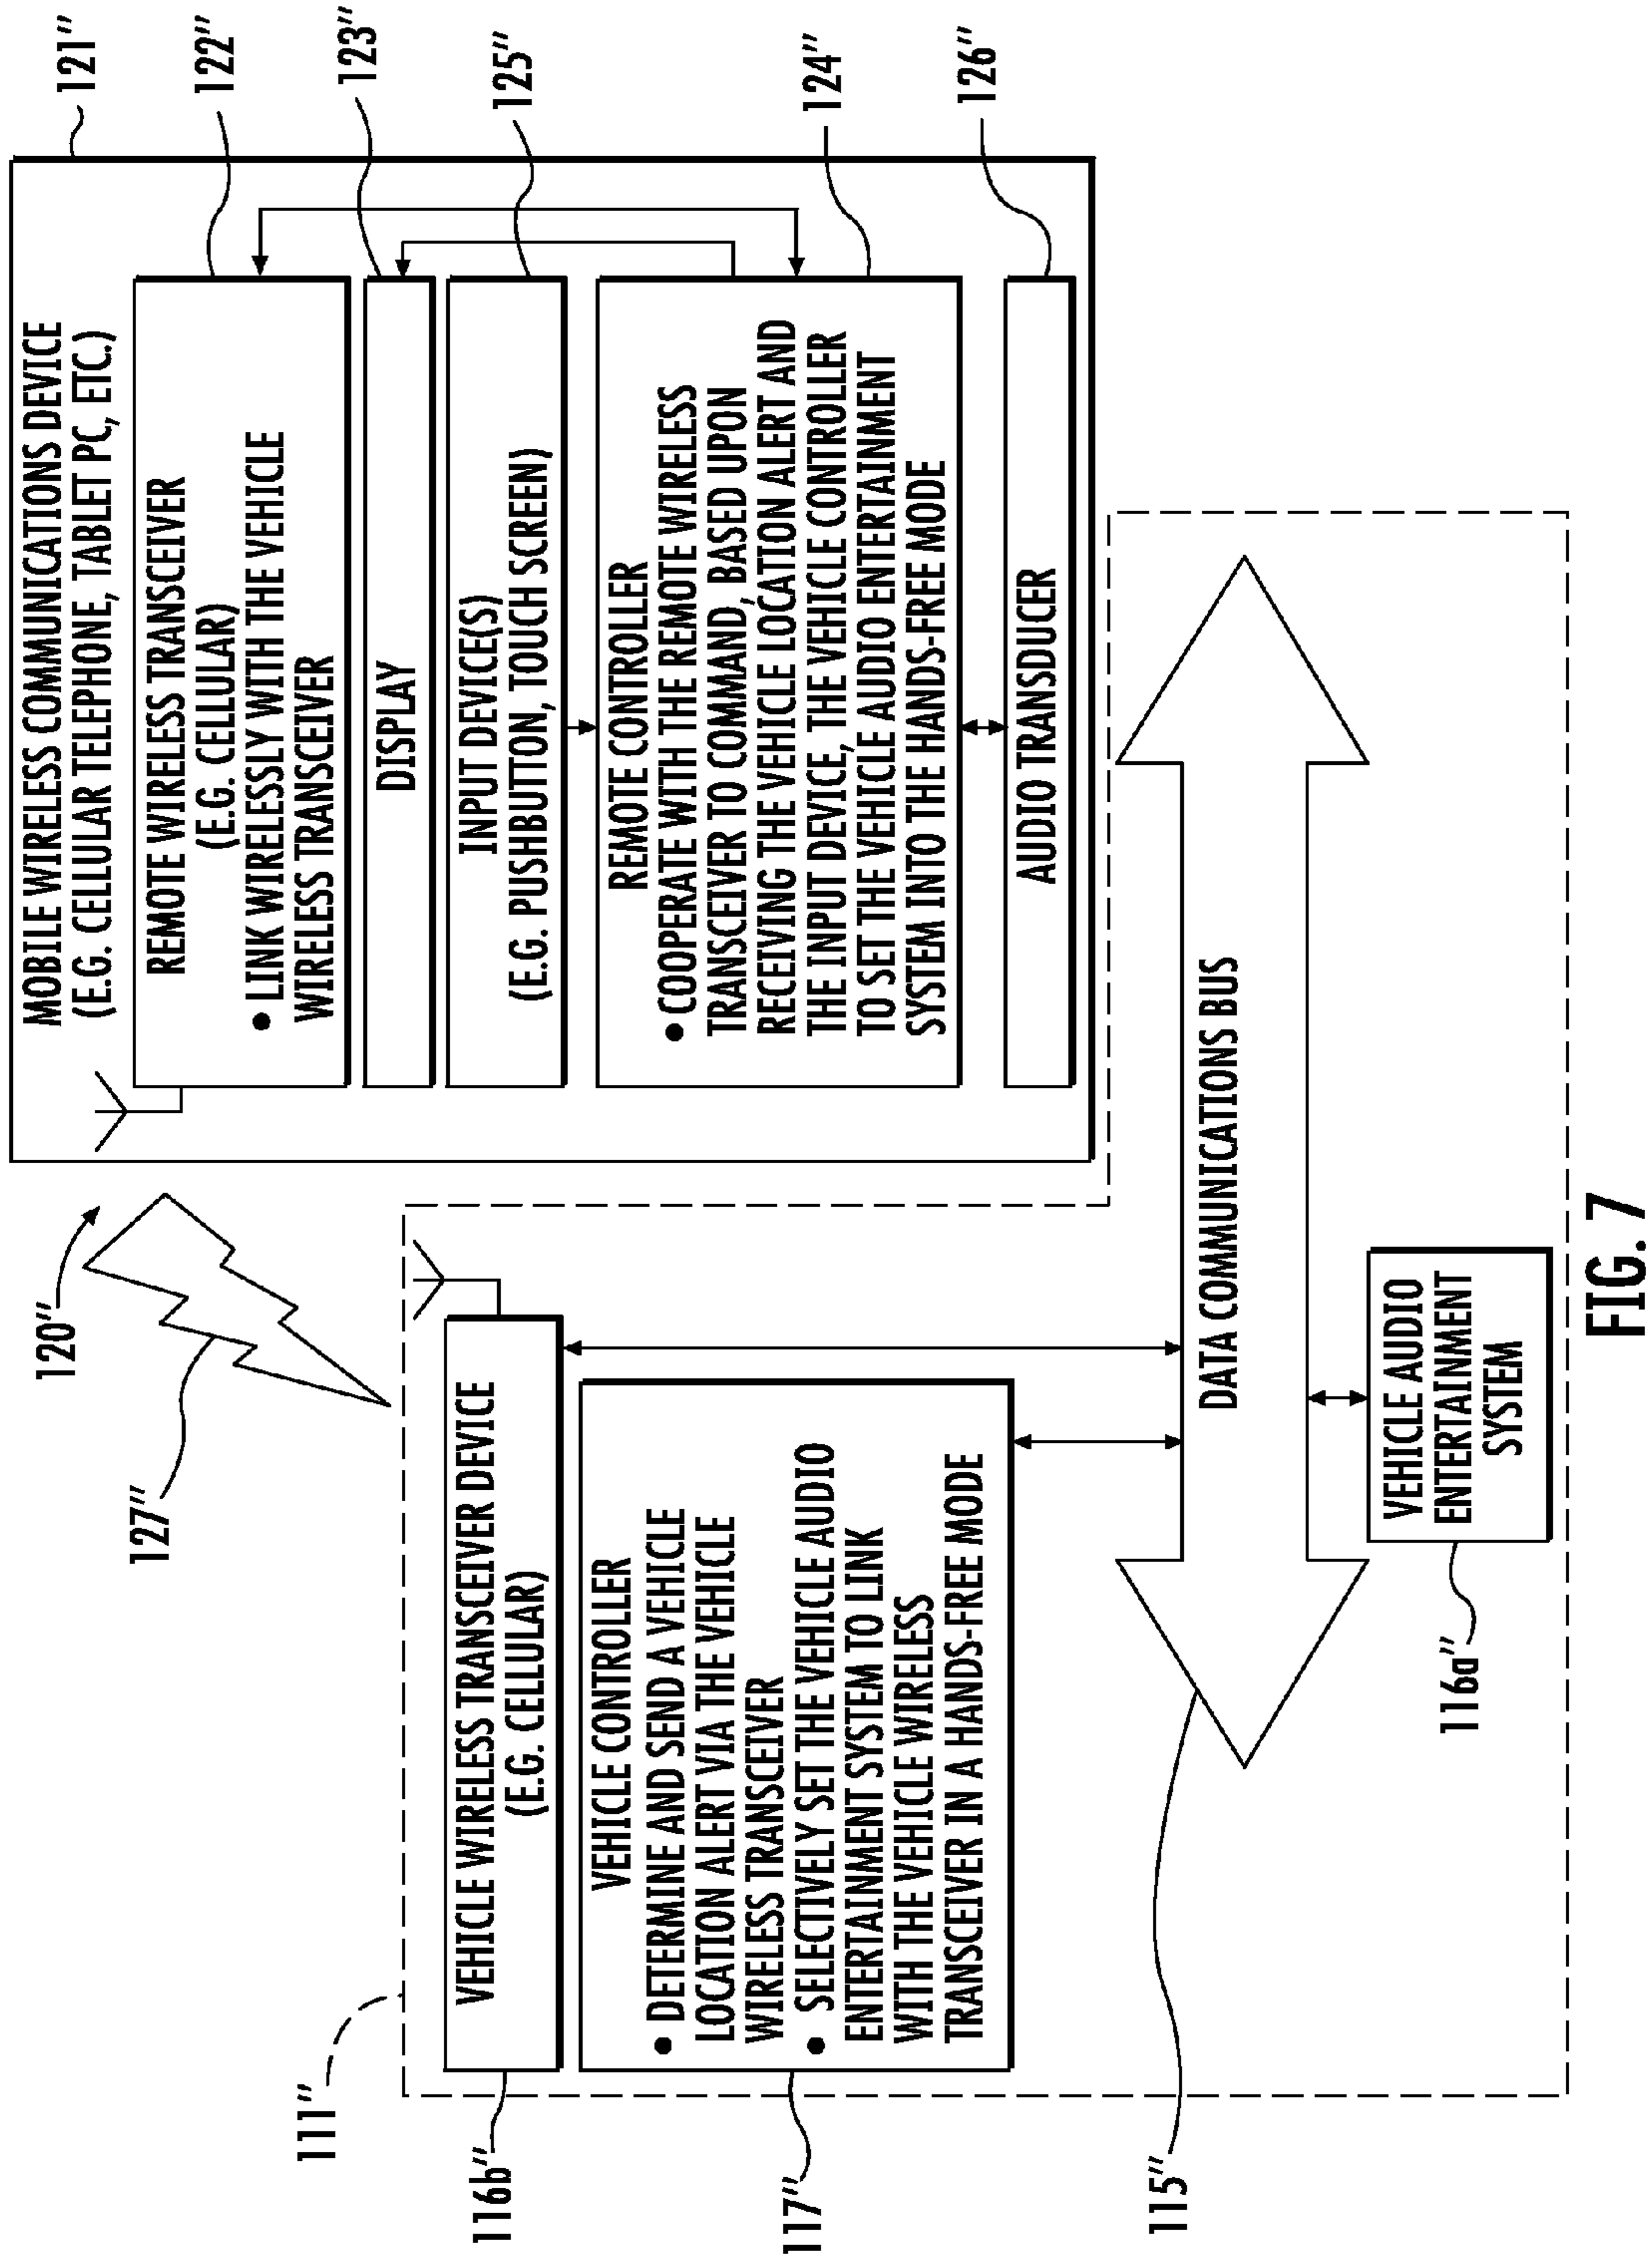 120″
127″
111″
116b″
117″
115″
116a″
VEHICLE WIRELESS TRANSCEIVER DEVICE
(E.G. CELLULAR)
VEHICLE CONTROLLER
• DETERMINE AND SEND A VEHICLE
LOCATION ALERT VIA THE VEHICLE
WIRELESS TRANSCEIVER
• SELECTIVELY SET THE VEHICLE AUDIO
ENTERTAINMENT SYSTEM TO LINK
WITH THE VEHICLE WIRELESS
TRANSCEIVER IN A HANDS-FREE MODE
DATA COMMUNICATIONS BUS
VEHICLE AUDIO
ENTERTAINMENT
SYSTEM
MOBILE WIRELESS COMMUNICATIONS DEVICE
(E.G. CELLULAR TELEPHONE, TABLET PC, ETC.)
REMOTE WIRELESS TRANSCEIVER
(E.G. CELLULAR)
• LINK WIRELESSLY WITH THE VEHICLE
WIRELESS TRANSCEIVER
DISPLAY
INPUT DEVICE(S)
(E.G. PUSHBUTTON, TOUCH SCREEN)
REMOTE CONTROLLER
• COOPERATE WITH THE REMOTE WIRELESS
TRANSCEIVER TO COMMAND, BASED UPON
RECEIVING THE VEHICLE LOCATION ALERT AND
THE INPUT DEVICE, THE VEHICLE CONTROLLER
TO SET THE VEHICLE AUDIO ENTERTAINMENT
SYSTEM INTO THE HANDS-FREE MODE
AUDIO TRANSDUCER
121″
122″
123″
125″
124″
126″
FIG. 7